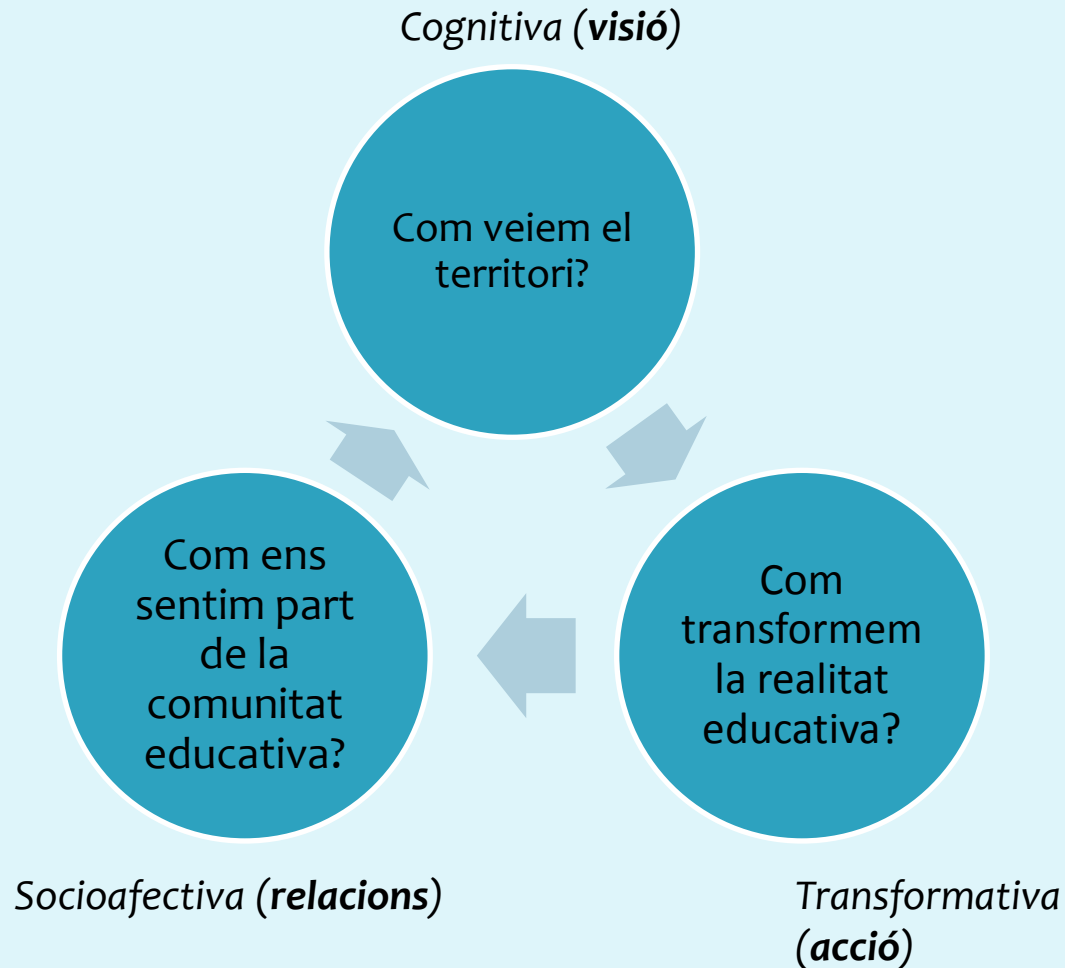 Cognitiva (visió)
Com veiem el
territori?
Com ens
sentim part
de la
comunitat
educativa?
Com
transformem
la realitat
educativa?
Socioafectiva (relacions)
Transformativa
(acció)